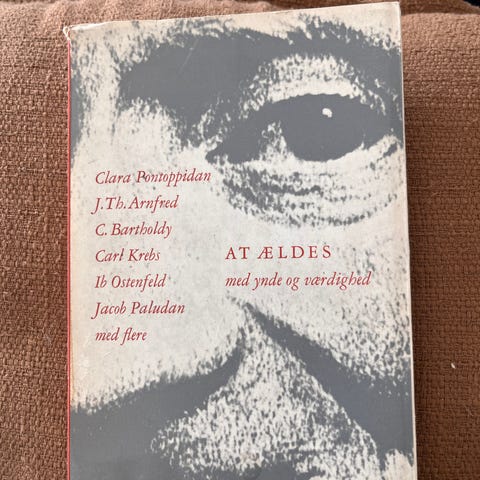 Clara Pontoppidan
J. Th. Arnfred
C. Bartholdy
Carl Krebs
Ib Ostenfeld
Jacob Paludan
med flere
AT ÆLDES
med ynde og værdighed